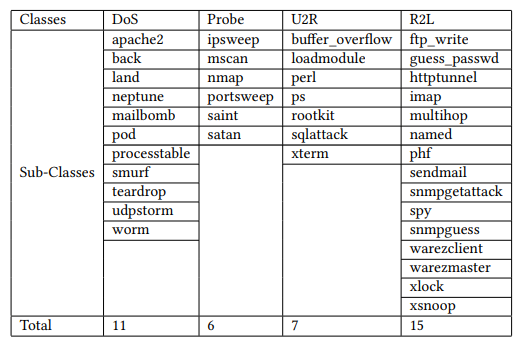 Classes DoS Probe U2R R2L
apache2 ipsweep buffer_overflow ftp_write
back mscan loadmodule guess_passwd
land nmap perl httptunnel
neptune portsweep ps imap
mailbomb saint rootkit multihop
pod satan sqlattack named
processtable xterm phf
Sub-Classes smurf sendmail
teardrop snmpgetattack
udpstorm spy
worm snmpguess
warezclient
warezmaster
xlock
xsnoop
Total 11 6 7 15